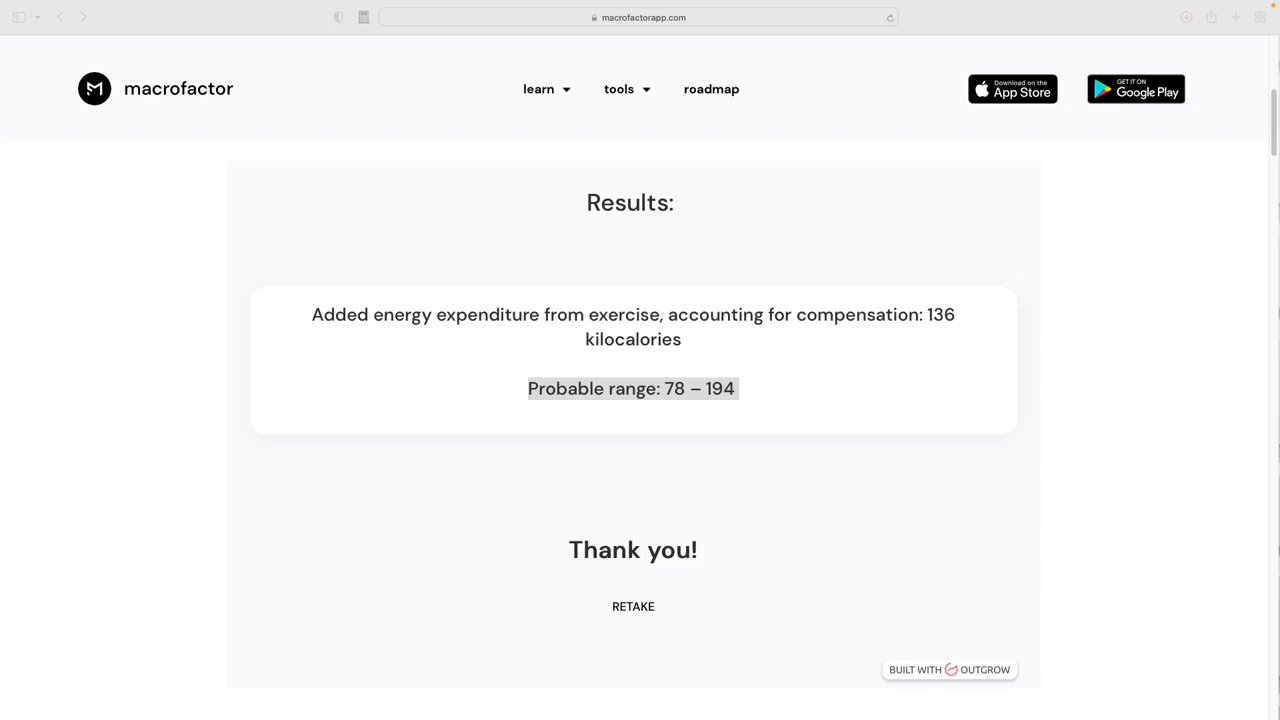 macrofactorapp.com
macrofactor
learn
tools
roadmap
Download on the
App Store
GET IT ON
Google Play
Results:
Added energy expenditure from exercise, accounting for compensation: 136
kilocalories
Probable range: 78 – 194
Thank you!
RETAKE
BUILT WITH OUTGROW